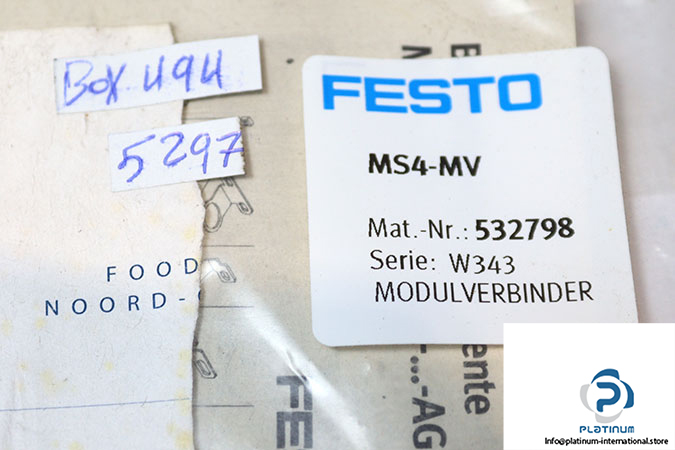 Box 494
5297
FOOD
NOORD-
FESTO
MS4-MV
Mat.-Nr.: 532798
Serie: W343
MODULVERBINDER
ente
-...-AG
FE
PLATINUM
Info@platinum-international.store